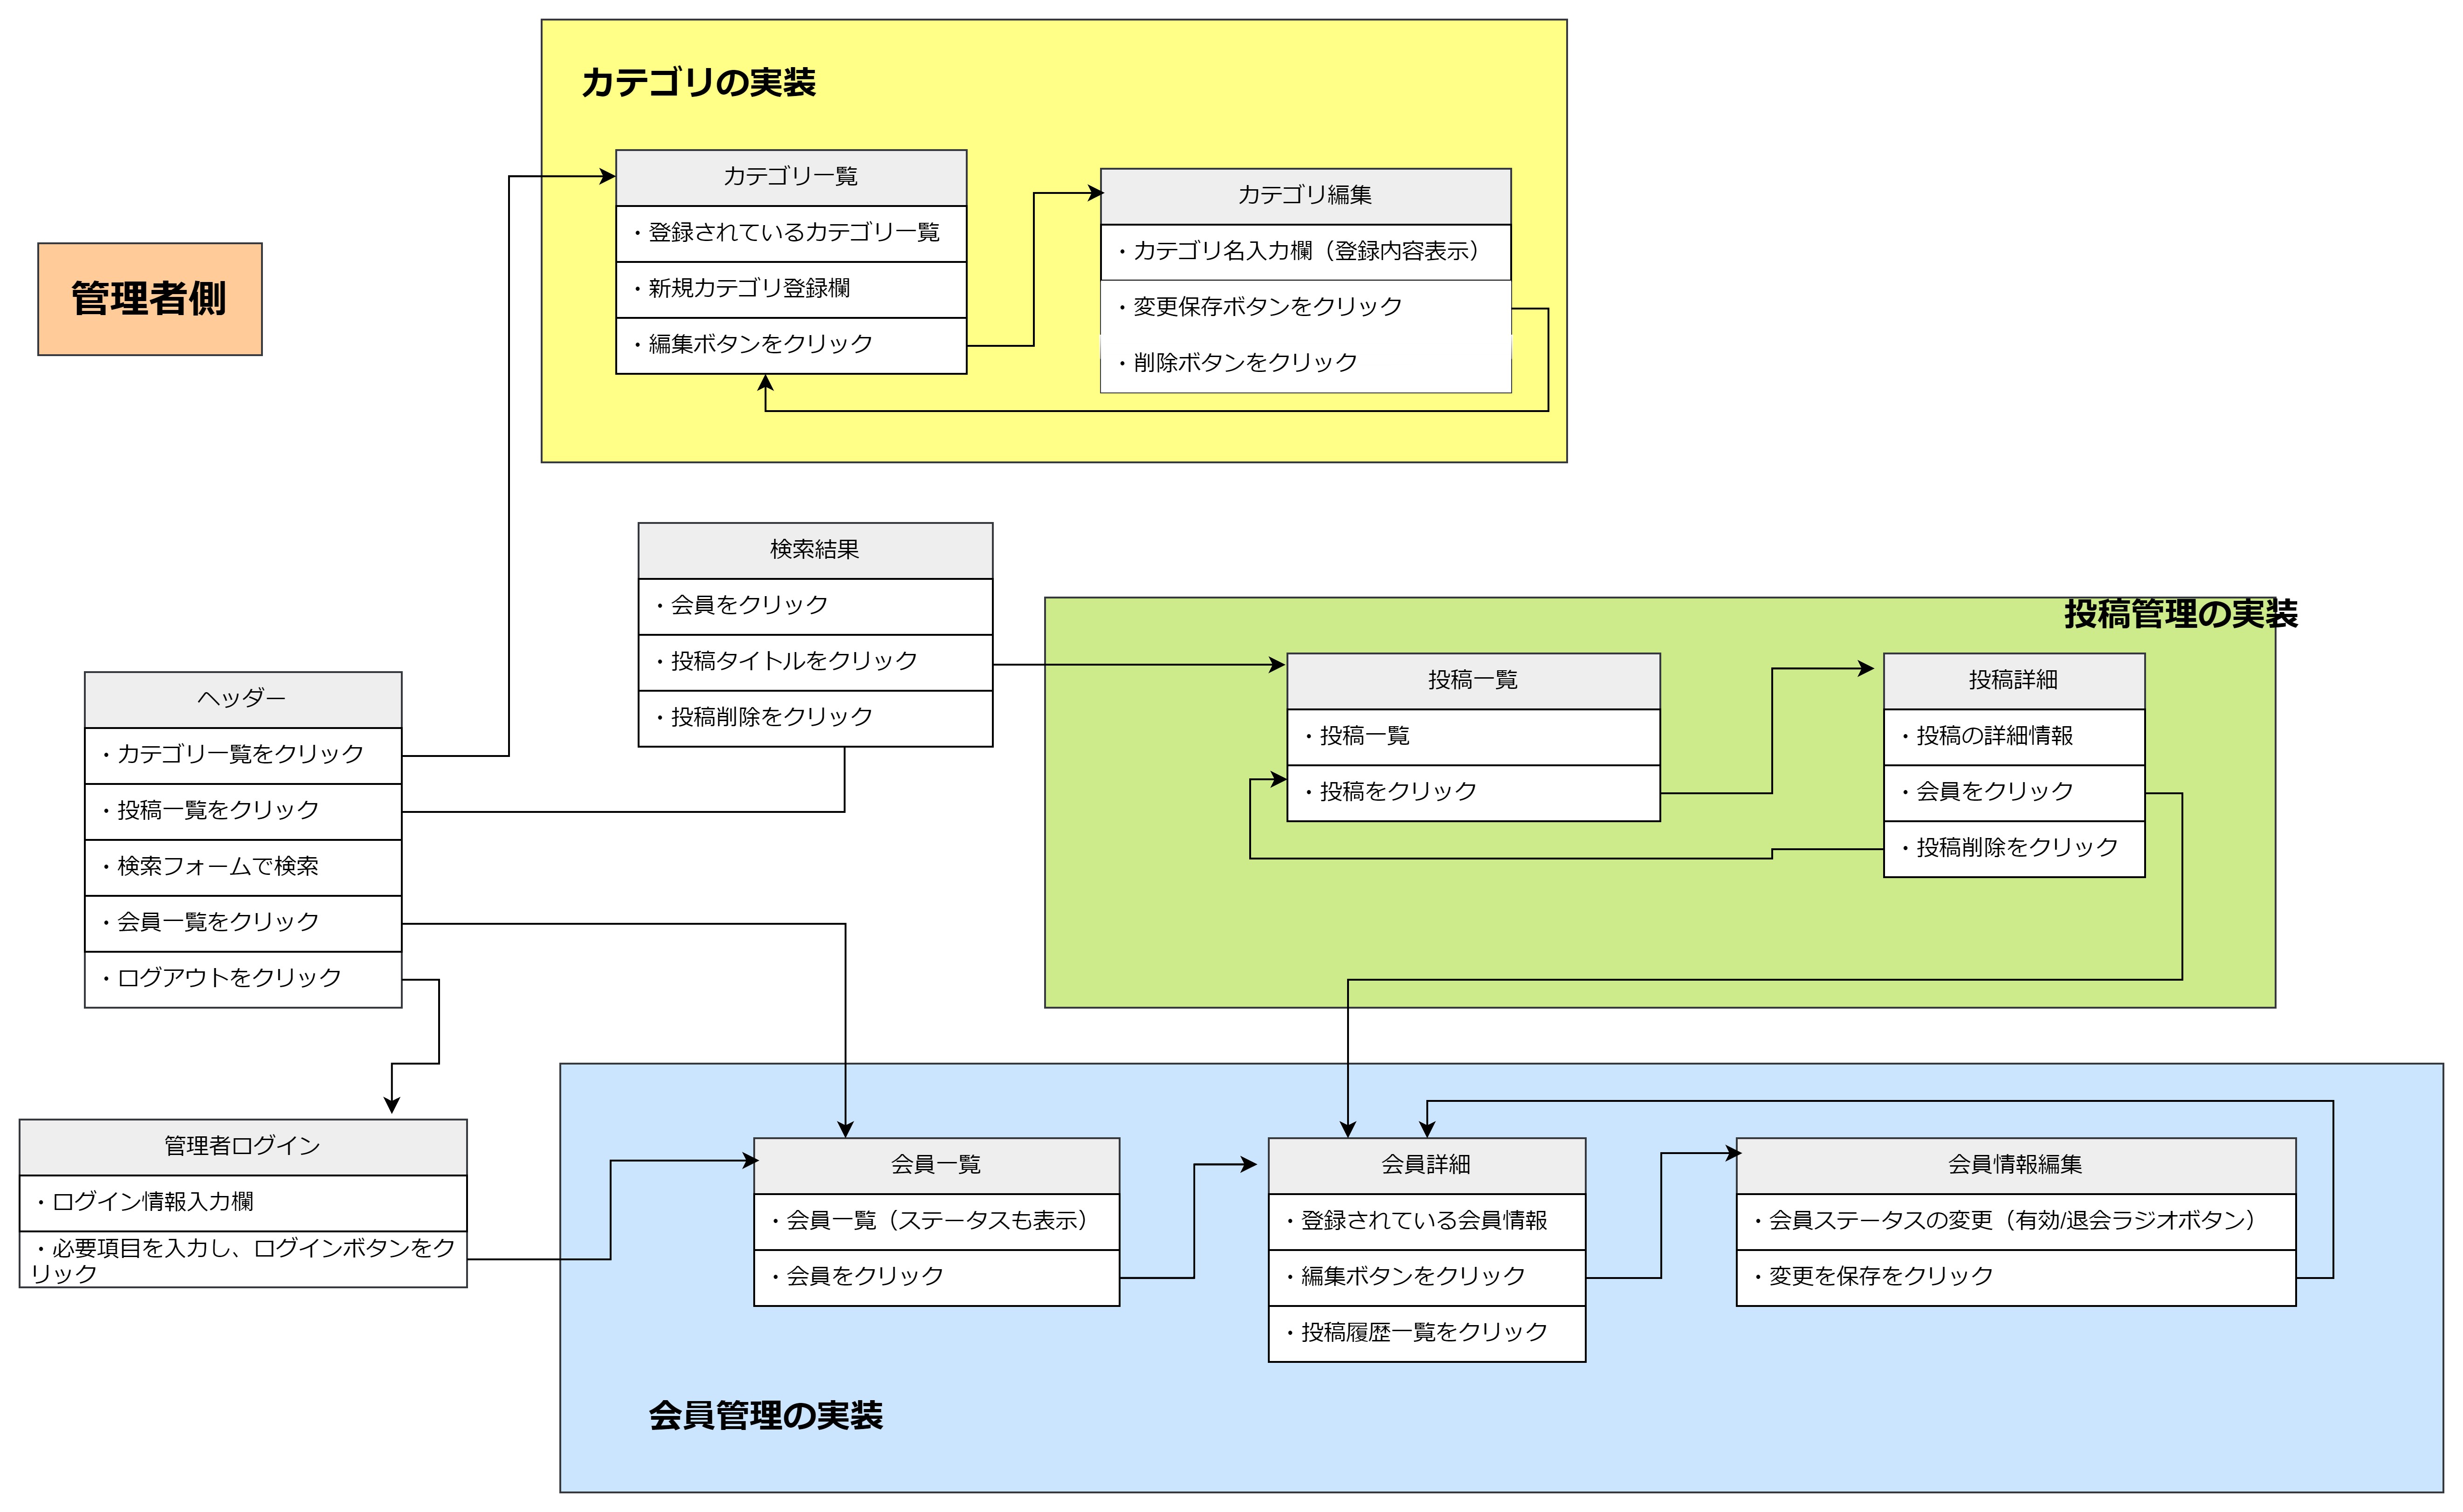 カテゴリの実装
カテゴリ一覧
・登録されているカテゴリ一覧
・新規カテゴリ登録欄
・編集ボタンをクリック
カテゴリ編集
・カテゴリ名入力欄（登録内容表示）
・変更保存ボタンをクリック
・削除ボタンをクリック
管理者側
検索結果
・会員をクリック
・投稿タイトルをクリック
・投稿削除をクリック
投稿管理の実装
投稿一覧
・投稿一覧
・投稿をクリック
投稿詳細
・投稿の詳細情報
・会員をクリック
・投稿削除をクリック
ヘッダー
・カテゴリ一覧をクリック
・投稿一覧をクリック
・検索フォームで検索
・会員一覧をクリック
・ログアウトをクリック
管理者ログイン
・ログイン情報入力欄
・必要項目を入力し、ログインボタンをク
リック
会員一覧
・会員一覧（ステータスも表示）
・会員をクリック
会員詳細
・登録されている会員情報
・編集ボタンをクリック
・投稿履歴一覧をクリック
会員情報編集
・会員ステータスの変更（有効/退会ラジオボタン）
・変更を保存をクリック
会員管理の実装